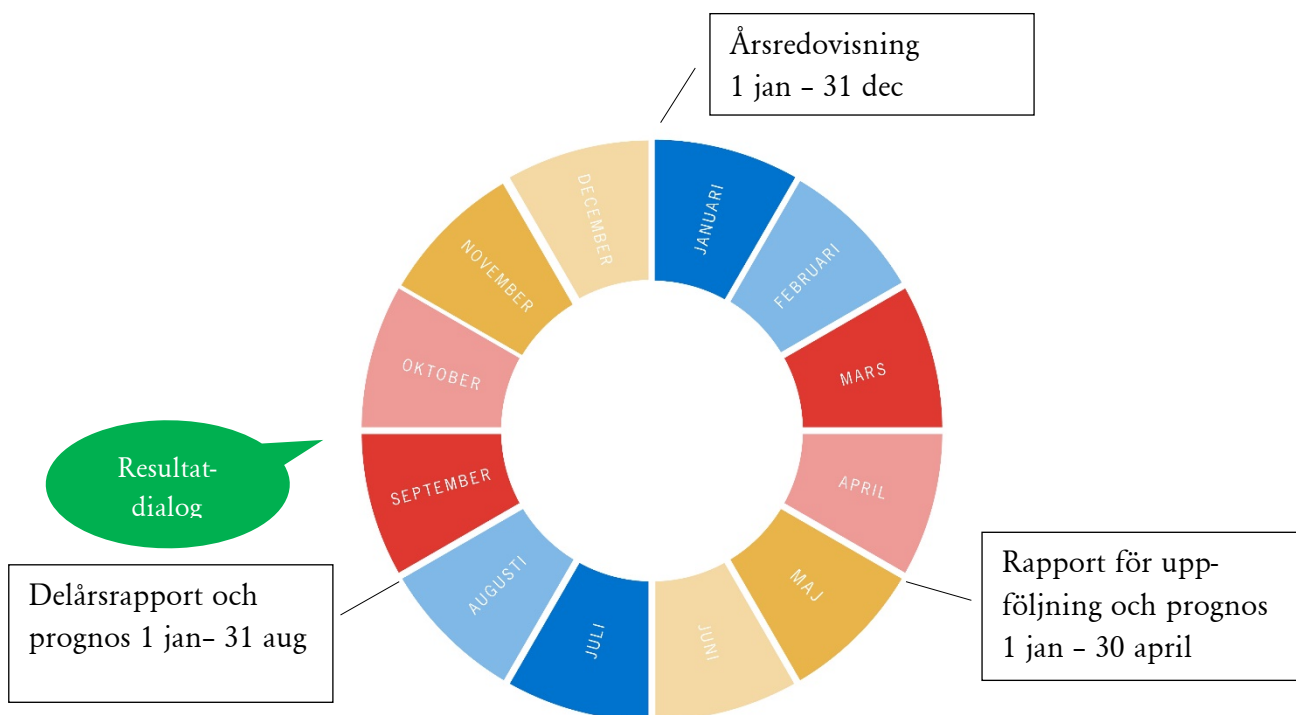 Årsredovisning
1 jan – 31 dec
JANUARI
FEBRUARI
MARS
APRIL
MAJ
JUNI
JULI
AUGUSTI
SEPTEMBER
OKTOBER
NOVEMBER
DECEMBER
Resultat-
dialog
Delårsrapport och
prognos 1 jan– 31 aug
Rapport för upp-
följning och prognos
1 jan – 30 april